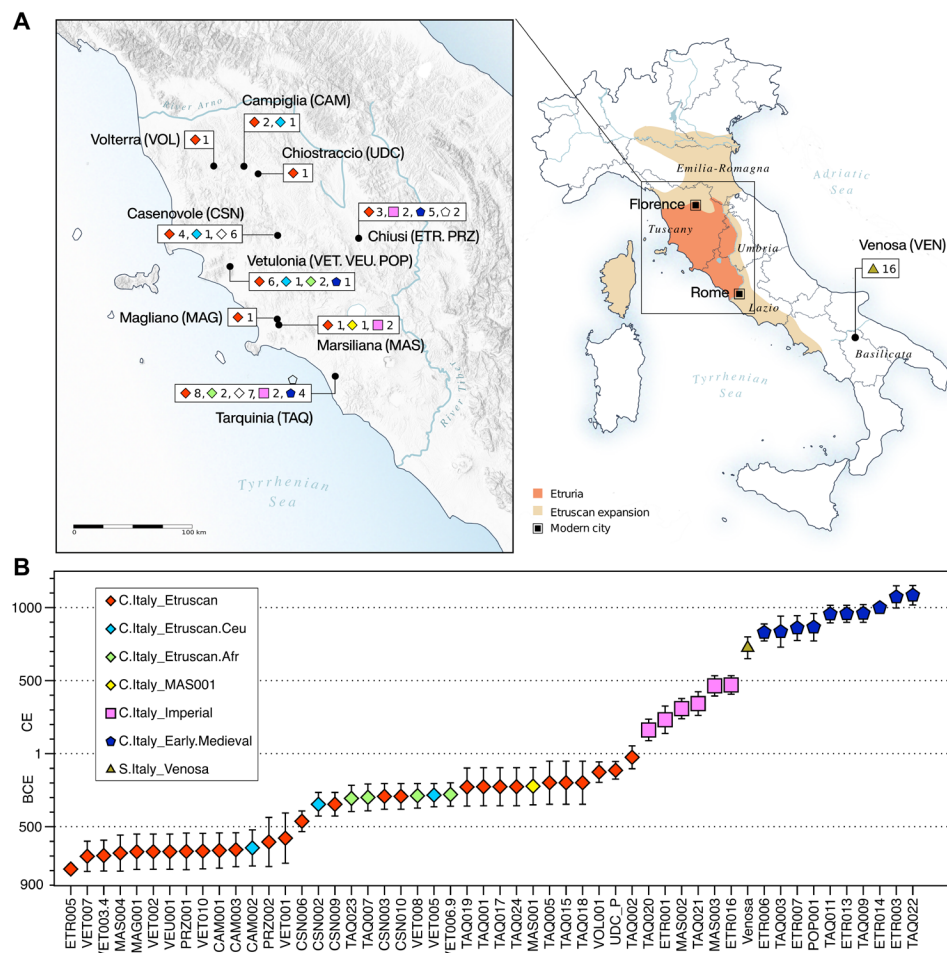 A
River Arno
Campiglia (CAM)
2, 1
Volterra (VOL)
1
Chiostraccio (UDC)
1
Casenovole (CSN)
4, 1, 6
3, 2, 5, 2
Chiusi (ETR. PRZ)
Vetulonia (VET. VEU. POP)
6, 1, 2, 1
Magliano (MAG)
1
1, 1, 2
Marsiliana (MAS)
8, 2, 7, 2, 4
Tarquinia (TAQ)
River Tiber
Tyrrhenian
Sea
100 km
Emilia-Romagna
Adriatic
Sea
Florence
Tuscany
Umbria
Venosa (VEN)
16
Rome
Lazio
Basilicata
Tyrrhenian
Sea
Etruria
Etruscan expansion
Modern city
B
C.Italy_Etruscan
C.Italy_Etruscan.Ceu
C.Italy_Etruscan.Afr
C.Italy_MAS001
C.Italy_Imperial
C.Italy_Early.Medieval
S.Italy_Venosa
1000
500
CE
1
BCE
500
900
ETR005
VET007
VET003.4
MAS004
MAG001
VET002
VEU001
PRZ001
VET010
CAM001
CAM003
CAM002
PRZ002
VET001
CSN006
CSN002
CSN009
TAQ023
TAQ007
CSN003
CSN010
VET008
VET005
VET006.9
TAQ019
TAQ001
TAQ017
TAQ024
MAS001
TAQ005
TAQ015
TAQ018
VOL001
UDC_P
TAQ002
TAQ020
ETR001
MAS02
TAQ021
MAS003
ETR016
Venosa
ETR006
TAQ003
ETR007
POP001
TAQ011
ETR013
TAQ009
ETR014
ETR003
TAQ022